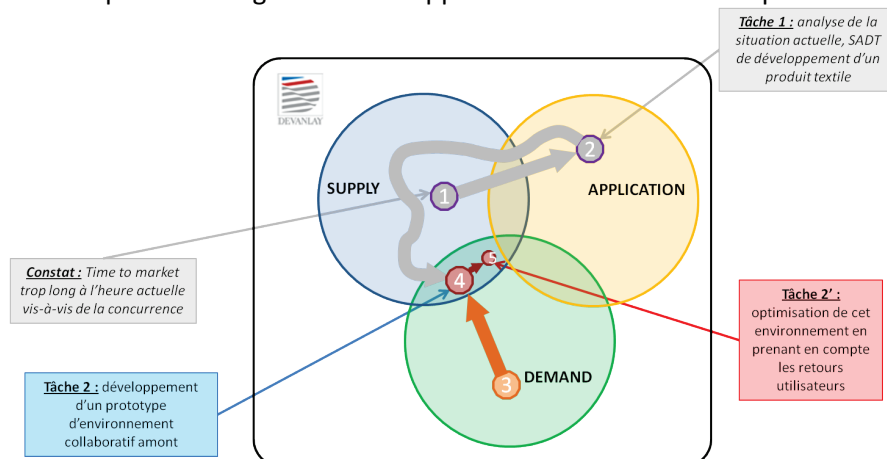 Tâche 1 : analyse de la
situation actuelle, SADT
de développement d'un
produit textile
DEVANLAY
SUPPLY
APPLICATION
1
2
Constat : Time to market
trop long à l'heure actuelle
vis-à-vis de la concurrence
4
5
Tâche 2' :
optimisation de cet
environnement en
prenant en compte
les retours
utilisateurs
3
DEMAND
Tâche 2 : développement
d'un prototype
d'environnement
collaboratif amont